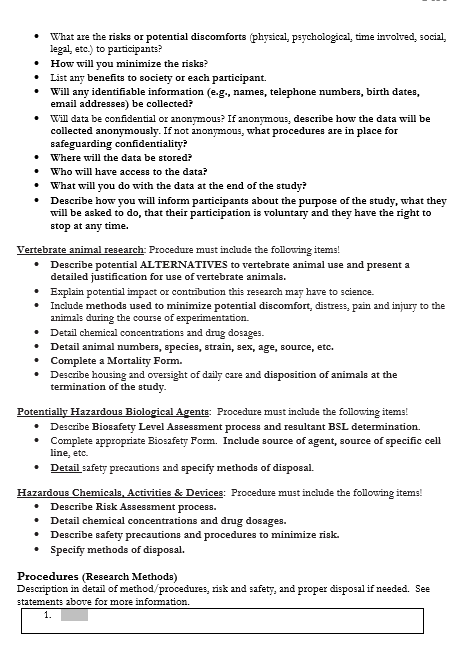 • What are the risks or potential discomforts (physical, psychological, time involved, social,
legal, etc.) to participants?
• How will you minimize the risks?
• List any benefits to society or each participant.
• Will any identifiable information (e.g., names, telephone numbers, birth dates,
email addresses) be collected?
• Will data be confidential or anonymous? If anonymous, describe how the data will be
collected anonymously. If not anonymous, what procedures are in place for
safeguarding confidentiality?
• Where will the data be stored?
• Who will have access to the data?
• What will you do with the data at the end of the study?
• Describe how you will inform participants about the purpose of the study, what they
will be asked to do, that their participation is voluntary and they have the right to
stop at any time.
Vertebrate animal research: Procedure must include the following items!
• Describe potential ALTERNATIVES to vertebrate animal use and present a
detailed justification for use of vertebrate animals.
• Explain potential impact or contribution this research may have to science.
• Include methods used to minimize potential discomfort, distress, pain and injury to the
animals during the course of experimentation.
• Detail chemical concentrations and drug dosages.
• Detail animal numbers, species, strain, sex, age, source, etc.
• Complete a Mortality Form.
• Describe housing and oversight of daily care and disposition of animals at the
termination of the study.
Potentially Hazardous Biological Agents: Procedure must include the following items!
• Describe Biosafety Level Assessment process and resultant BSL determination.
• Complete appropriate Biosafety Form. Include source of agent, source of specific cell
line, etc.
• Detail safety precautions and specify methods of disposal.
Hazardous Chemicals, Activities & Devices: Procedure must include the following items!
• Describe Risk Assessment process.
• Detail chemical concentrations and drug dosages.
• Describe safety precautions and procedures to minimize risk.
• Specify methods of disposal.
Procedures (Research Methods)
Description in detail of method/procedures, risk and safety, and proper disposal if needed. See
statements above for more information.
1.